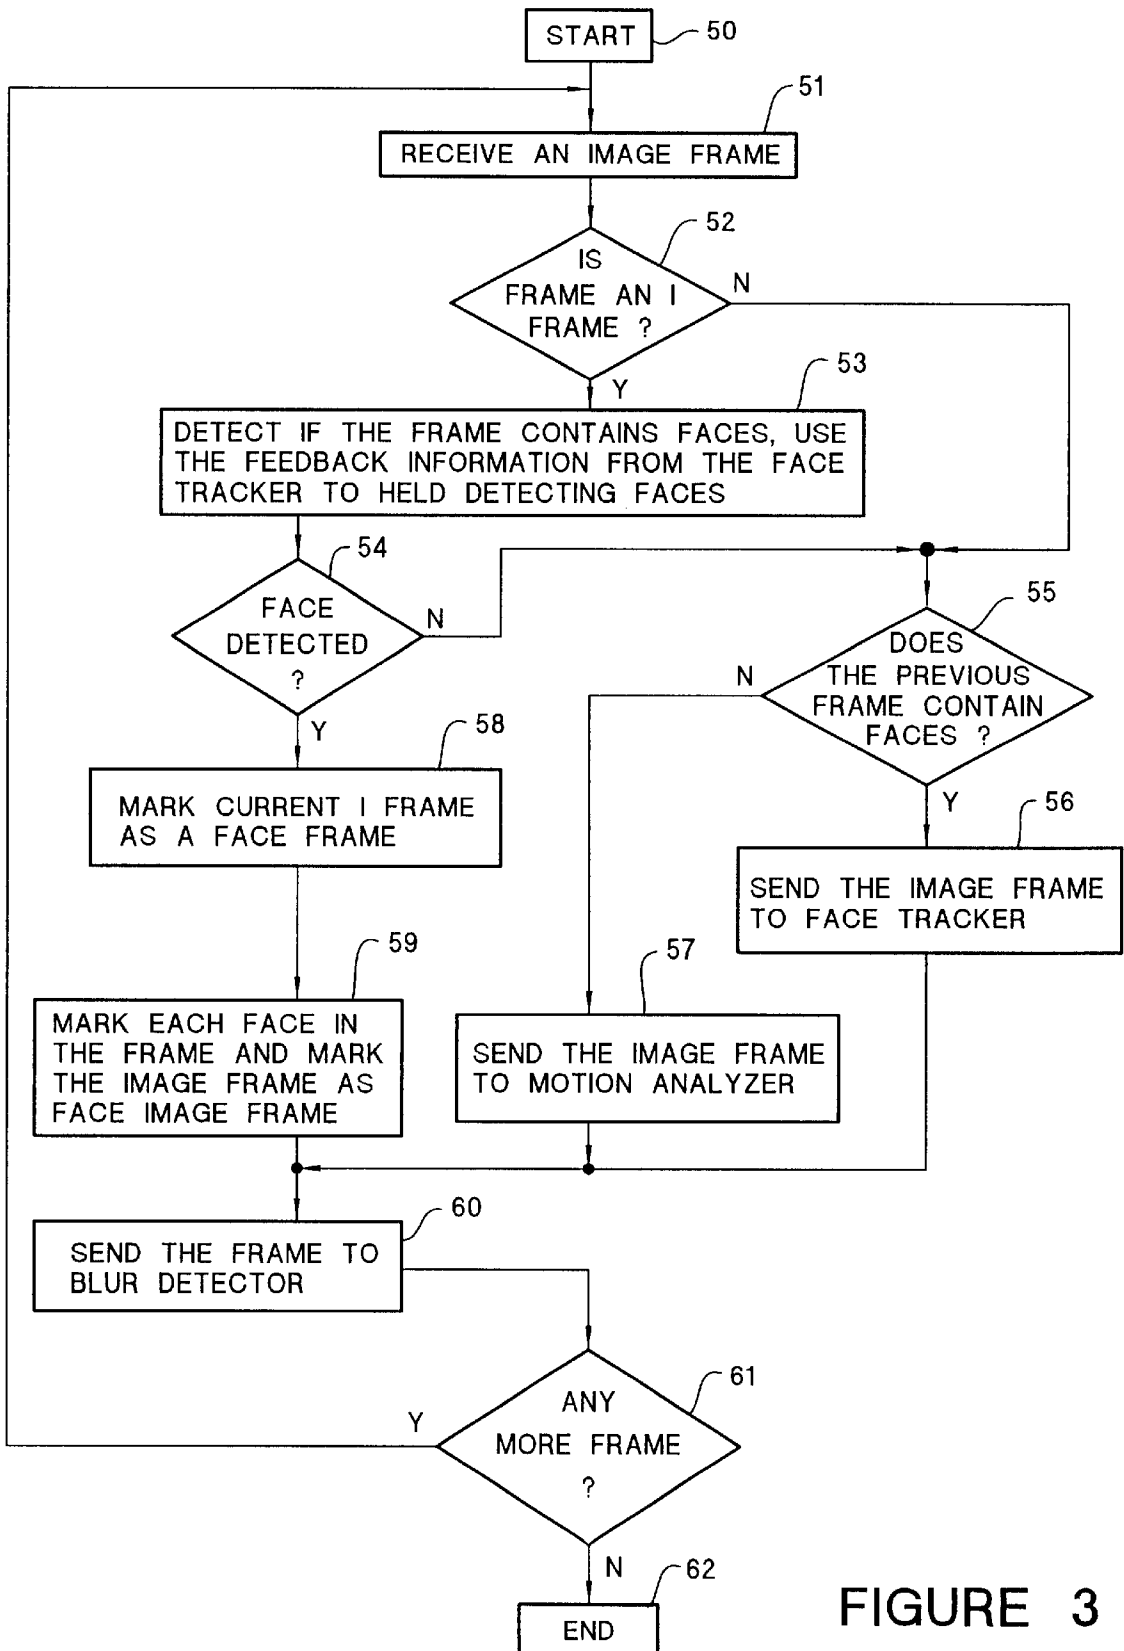 START
50
51
RECEIVE AN IMAGE FRAME
52
IS
FRAME AN I
FRAME ?
N
Y
53
DETECT IF THE FRAME CONTAINS FACES, USE
THE FEEDBACK INFORMATION FROM THE FACE
TRACKER TO HELD DETECTING FACES
54
FACE
DETECTED
?
N
Y
55
DOES
THE PREVIOUS
FRAME CONTAIN
FACES ?
N
Y
58
MARK CURRENT I FRAME
AS A FACE FRAME
56
SEND THE IMAGE FRAME
TO FACE TRACKER
59
MARK EACH FACE IN
THE FRAME AND MARK
THE IMAGE FRAME AS
FACE IMAGE FRAME
57
SEND THE IMAGE FRAME
TO MOTION ANALYZER
60
SEND THE FRAME TO
BLUR DETECTOR
61
ANY
MORE FRAME
?
Y
N
62
END
FIGURE 3